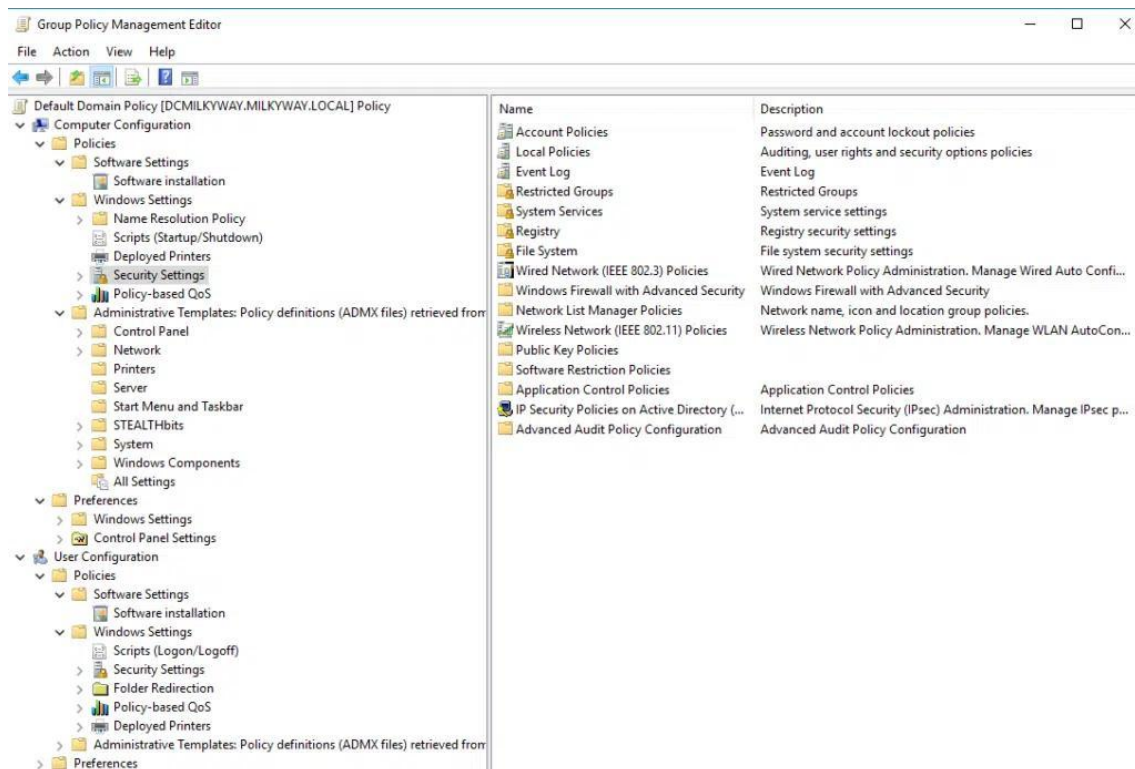 Group Policy Management Editor
File Action View Help
Default Domain Policy [DCMILKYWAY.MILKYWAY.LOCAL] Policy
Computer Configuration
Policies
Software Settings
Software installation
Windows Settings
Name Resolution Policy
Scripts (Startup/Shutdown)
Deployed Printers
Security Settings
Policy-based QoS
Administrative Templates: Policy definitions (ADMX files) retrieved from
Control Panel
Network
Printers
Server
Start Menu and Taskbar
STEALTHbits
System
Windows Components
All Settings
Preferences
Windows Settings
Control Panel Settings
User Configuration
Policies
Software Settings
Software installation
Windows Settings
Scripts (Logon/Logoff)
Security Settings
Folder Redirection
Policy-based QoS
Deployed Printers
Administrative Templates: Policy definitions (ADMX files) retrieved from
Preferences
Name Description
Account Policies Password and account lockout policies
Local Policies Auditing, user rights and security options policies
Event Log Event Log
Restricted Groups Restricted Groups
System Services System service settings
Registry Registry security settings
File System File system security settings
Wired Network (IEEE 802.3) Policies Wired Network Policy Administration. Manage Wired Auto Confi...
Windows Firewall with Advanced Security Windows Firewall with Advanced Security
Network List Manager Policies Network name, icon and location group policies.
Wireless Network (IEEE 802.11) Policies Wireless Network Policy Administration. Manage WLAN AutoCon...
Public Key Policies
Software Restriction Policies
Application Control Policies Application Control Policies
IP Security Policies on Active Directory (... Internet Protocol Security (IPsec) Administration. Manage IPsec p...
Advanced Audit Policy Configuration Advanced Audit Policy Configuration